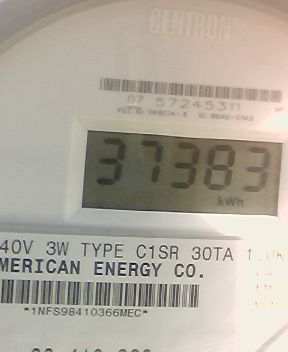 CENTRON®
07 57245311
37383
kWh
40V 3W TYPE C1SR 30TA
MERICAN ENERGY CO.
*1NFS98410366MEC*